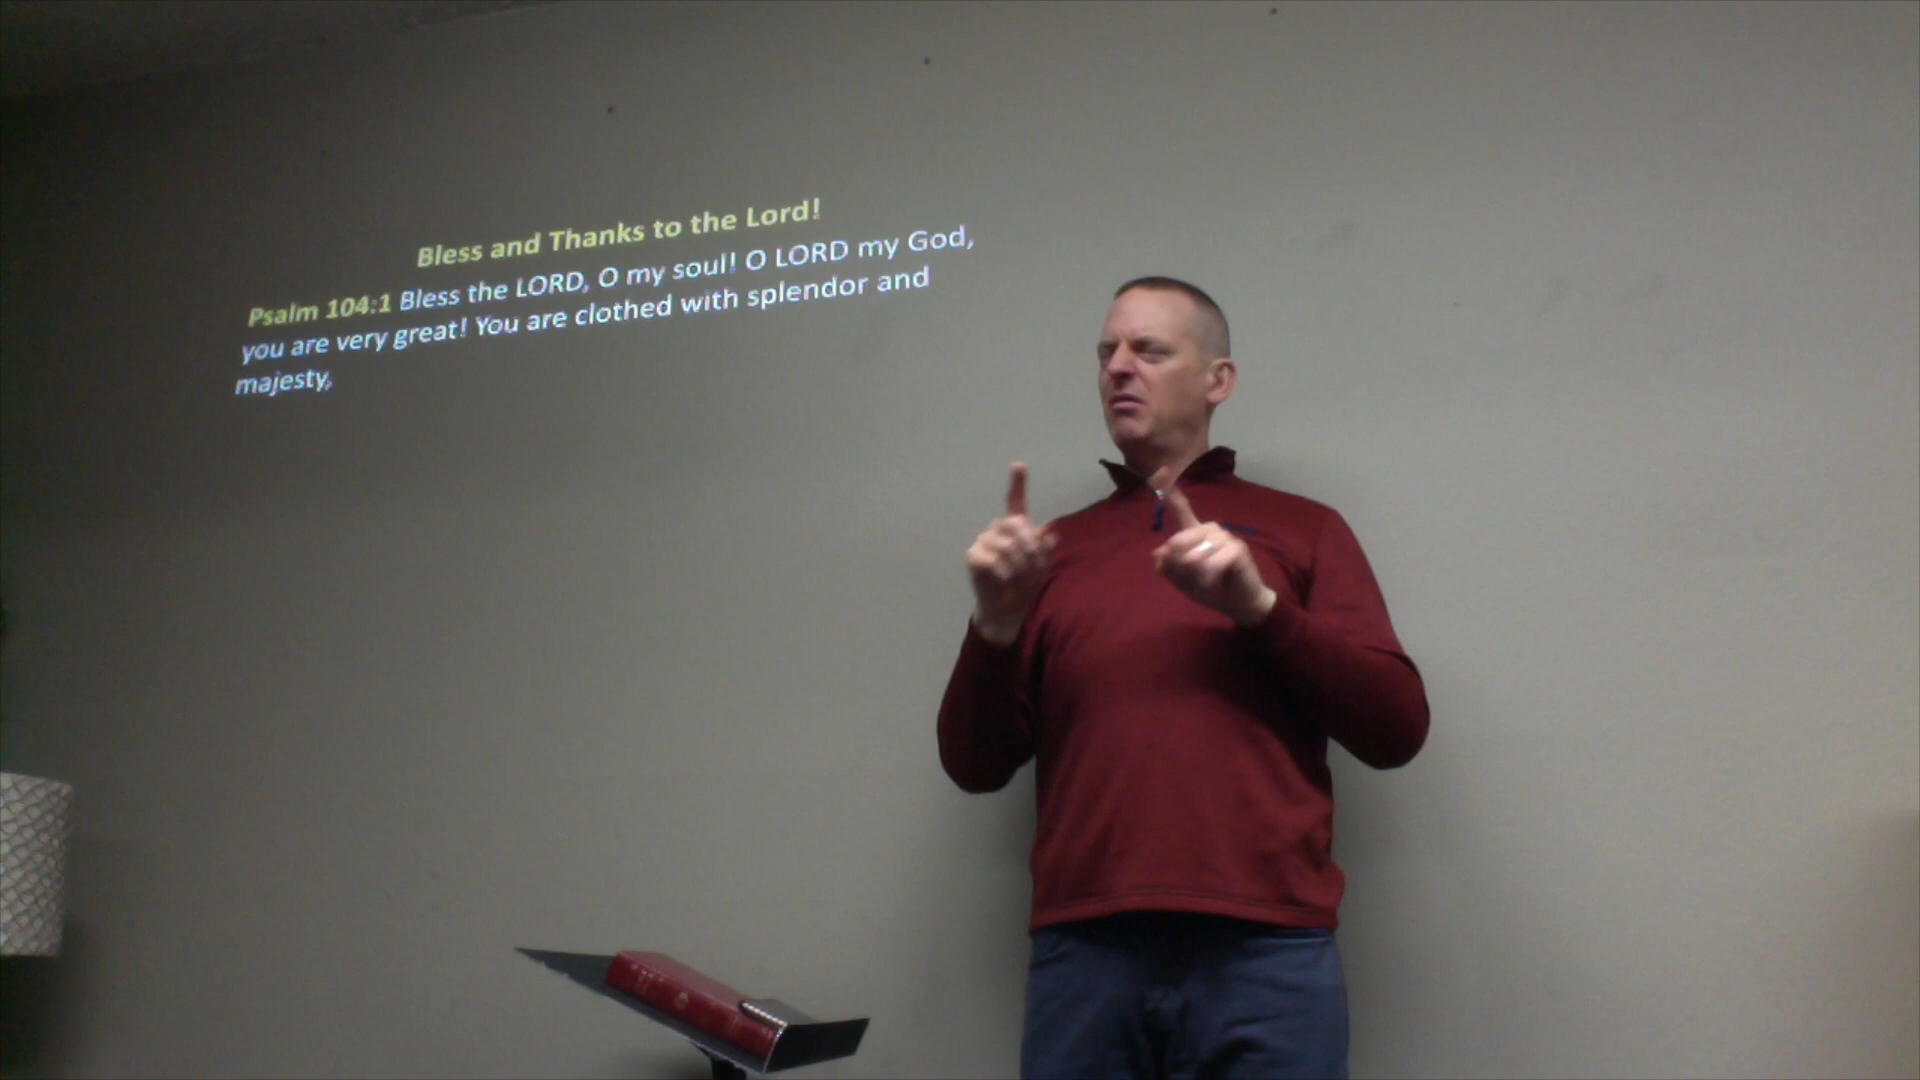 Bless and Thanks to the Lord!
Psalm 104:1 Bless the LORD, O my soul! O LORD my God,
you are very great! You are clothed with splendor and
majesty,